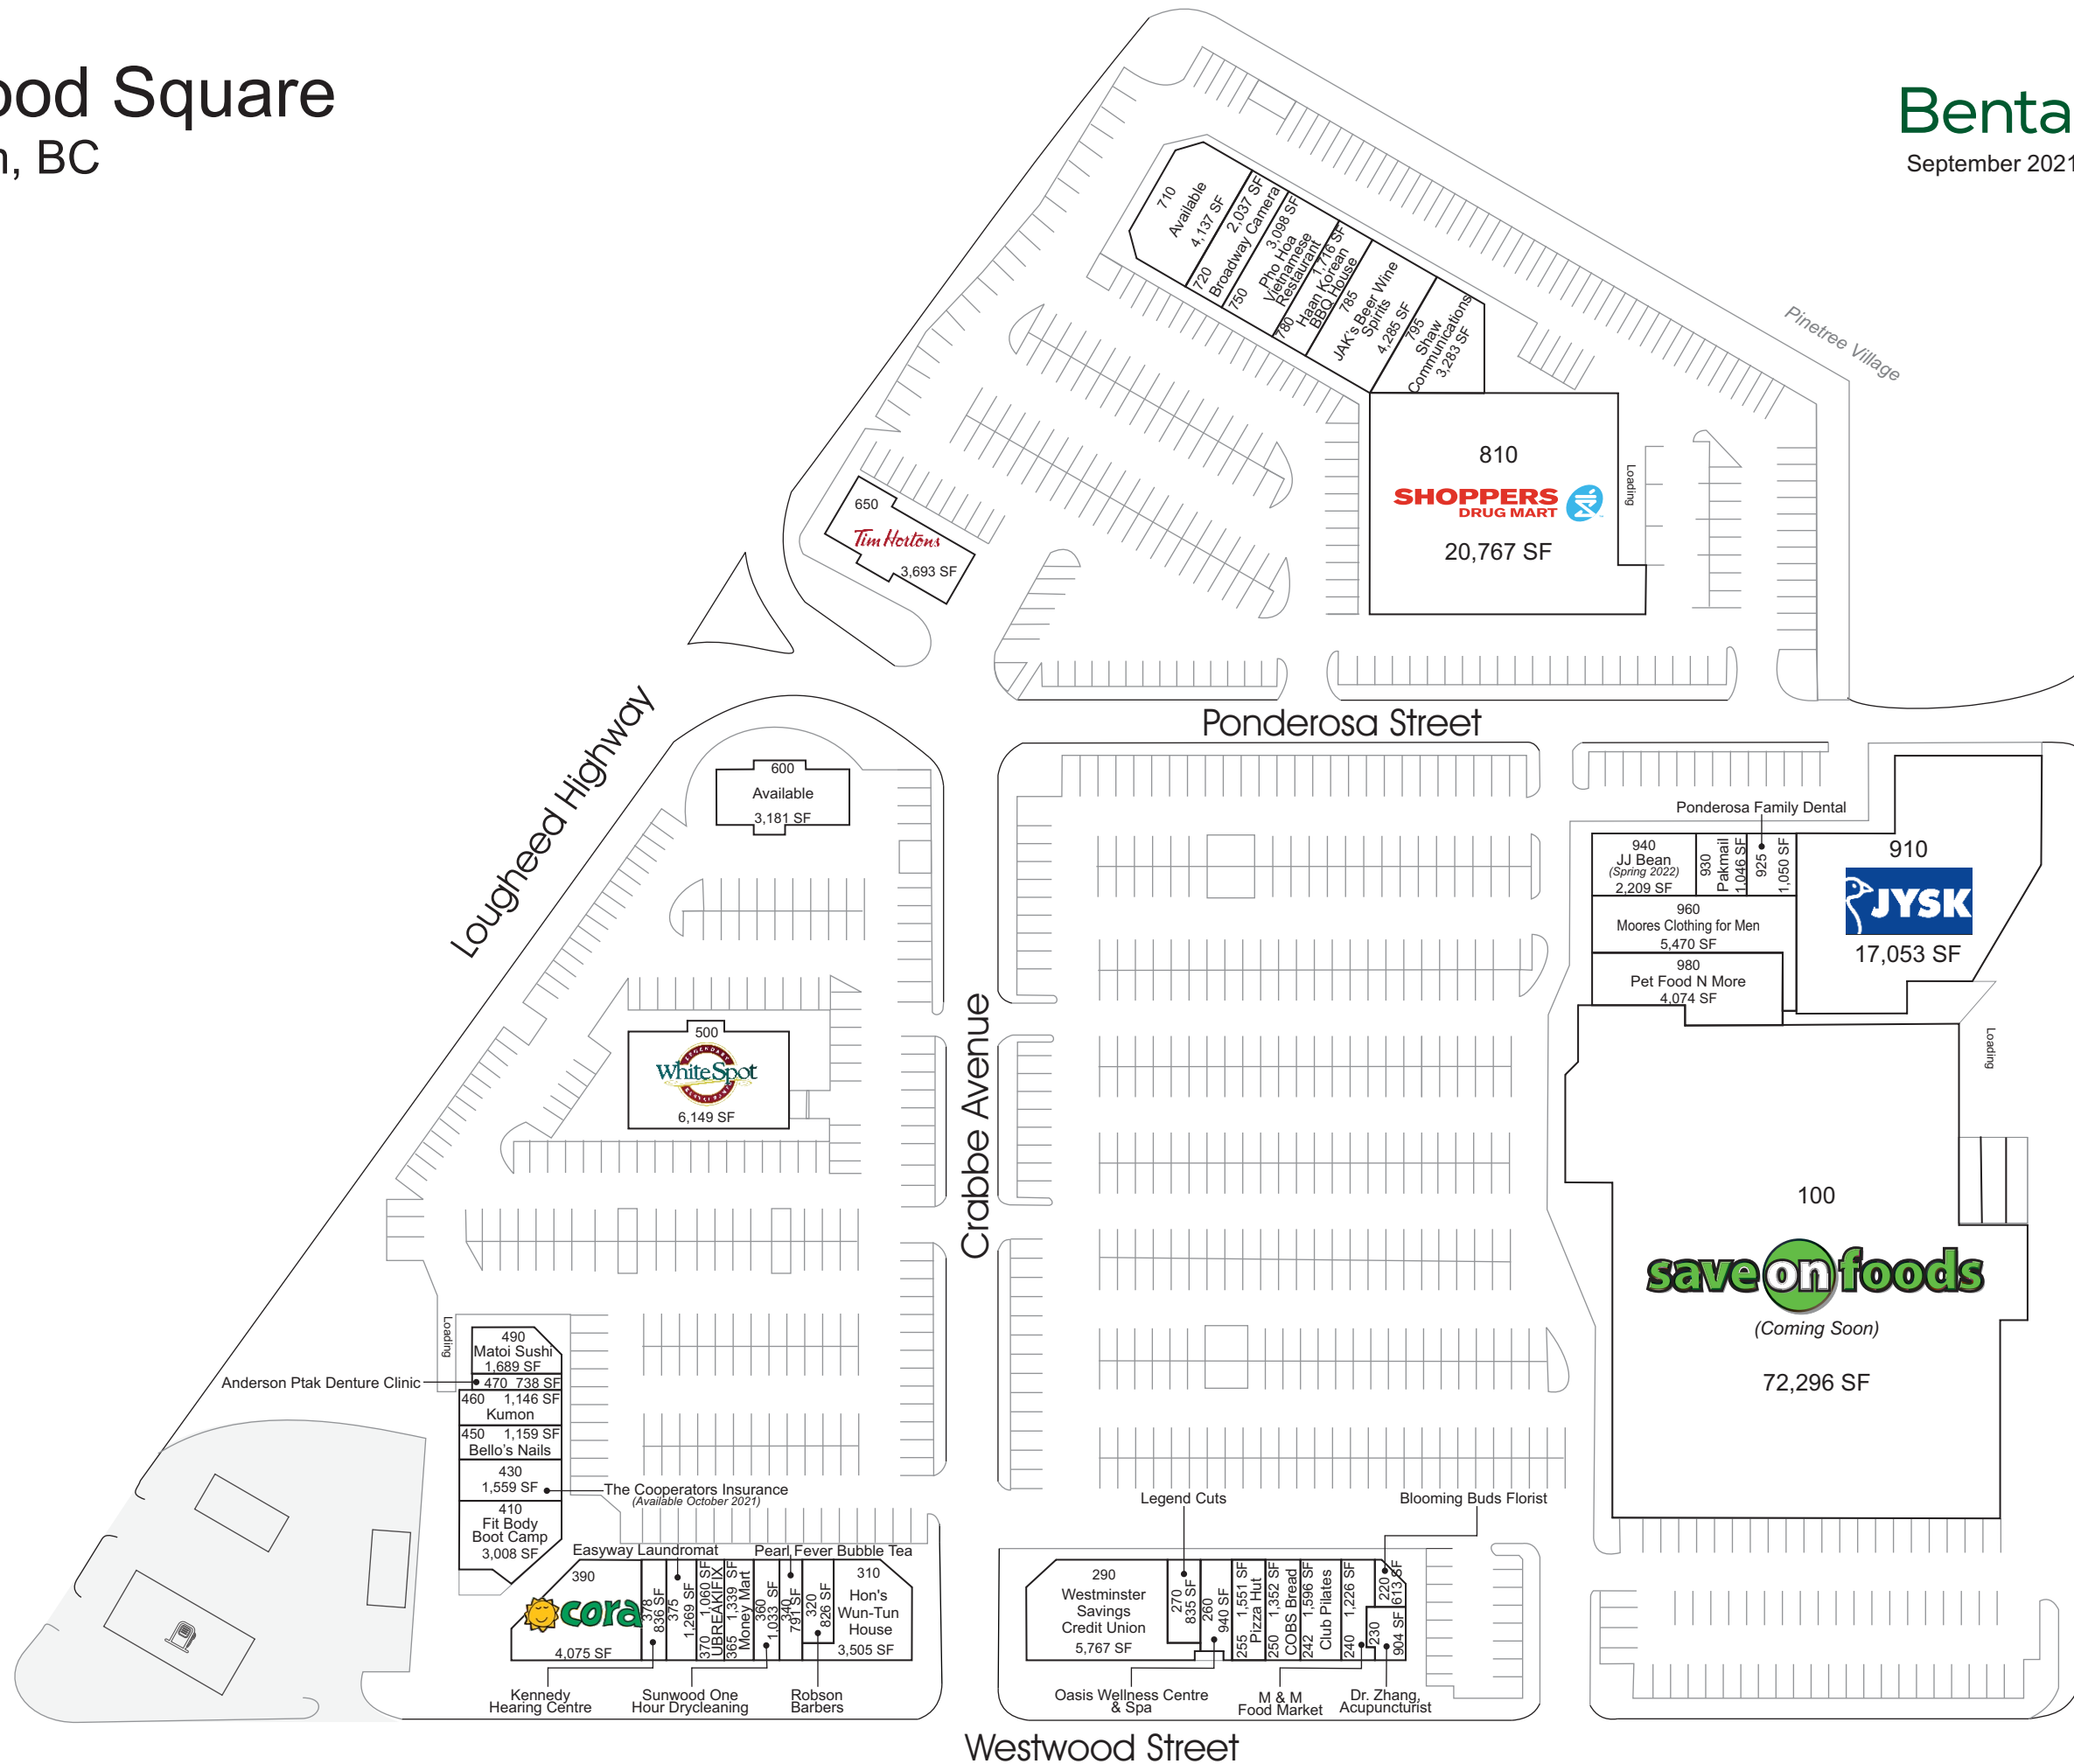 ood Square
n, BC
Benta
September 2021
Pinetree Village
710
Available
4,137 SF
720
2,037 SF
Broadway Camera
750
3,098 SF
Pho Hoa
Vietnamese
Restaurant
780
1,716 SF
Haan Korean
BBQ House
785
JAK's Beer Wine
Spirits
4,285 SF
795
Shaw
Communications
3,283 SF
810
SHOPPERS
DRUG MART
20,767 SF
Loading
650
Tim Hortons
3,693 SF
Ponderosa Street
Lougheed Highway
Crabbe Avenue
600
Available
3,181 SF
500
LEGENDARY
White Spot
RESTAURANTS
6,149 SF
Ponderosa Family Dental
940
JJ Bean
(Spring 2022)
2,209 SF
930
Pakmail
1,046 SF
925
1,050 SF
910
JYSK
17,053 SF
960
Moores Clothing for Men
5,470 SF
980
Pet Food N More
4,074 SF
Loading
100
save on foods
(Coming Soon)
72,296 SF
Loading
490
Matoi Sushi
1,689 SF
Anderson Ptak Denture Clinic
470 738 SF
460 1,146 SF
Kumon
450 1,159 SF
Bello's Nails
430
1,559 SF
The Cooperators Insurance
(Available October 2021)
410
Fit Body
Boot Camp
3,008 SF
Easyway Laundromat
Pearl Fever Bubble Tea
390
cora
4,075 SF
378
836 SF
375
1,269 SF
370 1,060 SF
UBREAKIFIX
365 1,339 SF
Money Mart
360
1,033 SF
340
791 SF
320
826 SF
310
Hon's
Wun-Tun
House
3,505 SF
Kennedy
Hearing Centre
Sunwood One
Hour Drycleaning
Robson
Barbers
Legend Cuts
Blooming Buds Florist
290
Westminster
Savings
Credit Union
5,767 SF
270
835 SF
260
940 SF
255 1,551 SF
Pizza Hut
250 1,352 SF
COBS Bread
242 1,596 SF
Club Pilates
240 1,226 SF
220
613 SF
230
904 SF
Oasis Wellness Centre
& Spa
M & M
Food Market
Dr. Zhang,
Acupuncturist
Westwood Street